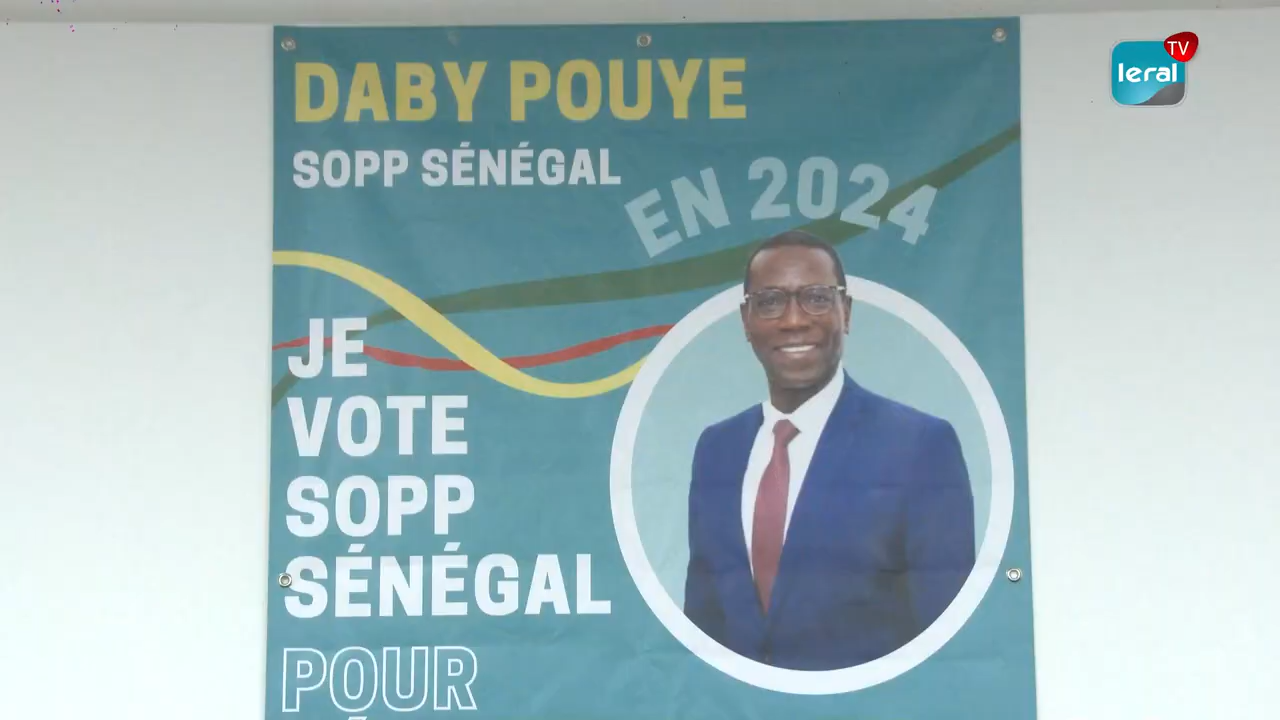 DABY POUYE
SOPP SÉNÉGAL
EN 2024
JE
VOTE
SOPP
SÉNÉGAL
POUR
leral TV